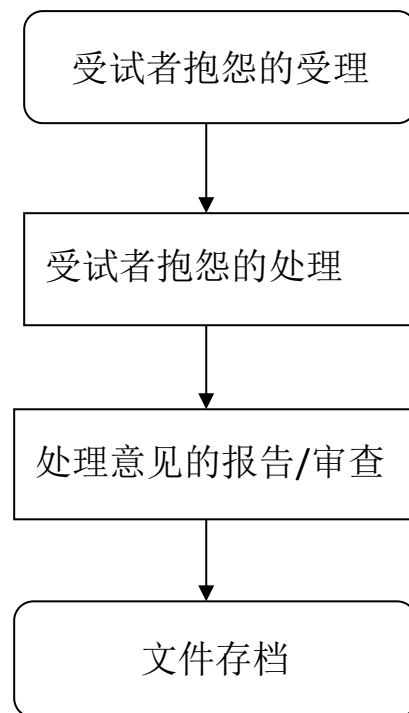 受试者抱怨的受理
受试者抱怨的处理
处理意见的报告/审查
文件存档